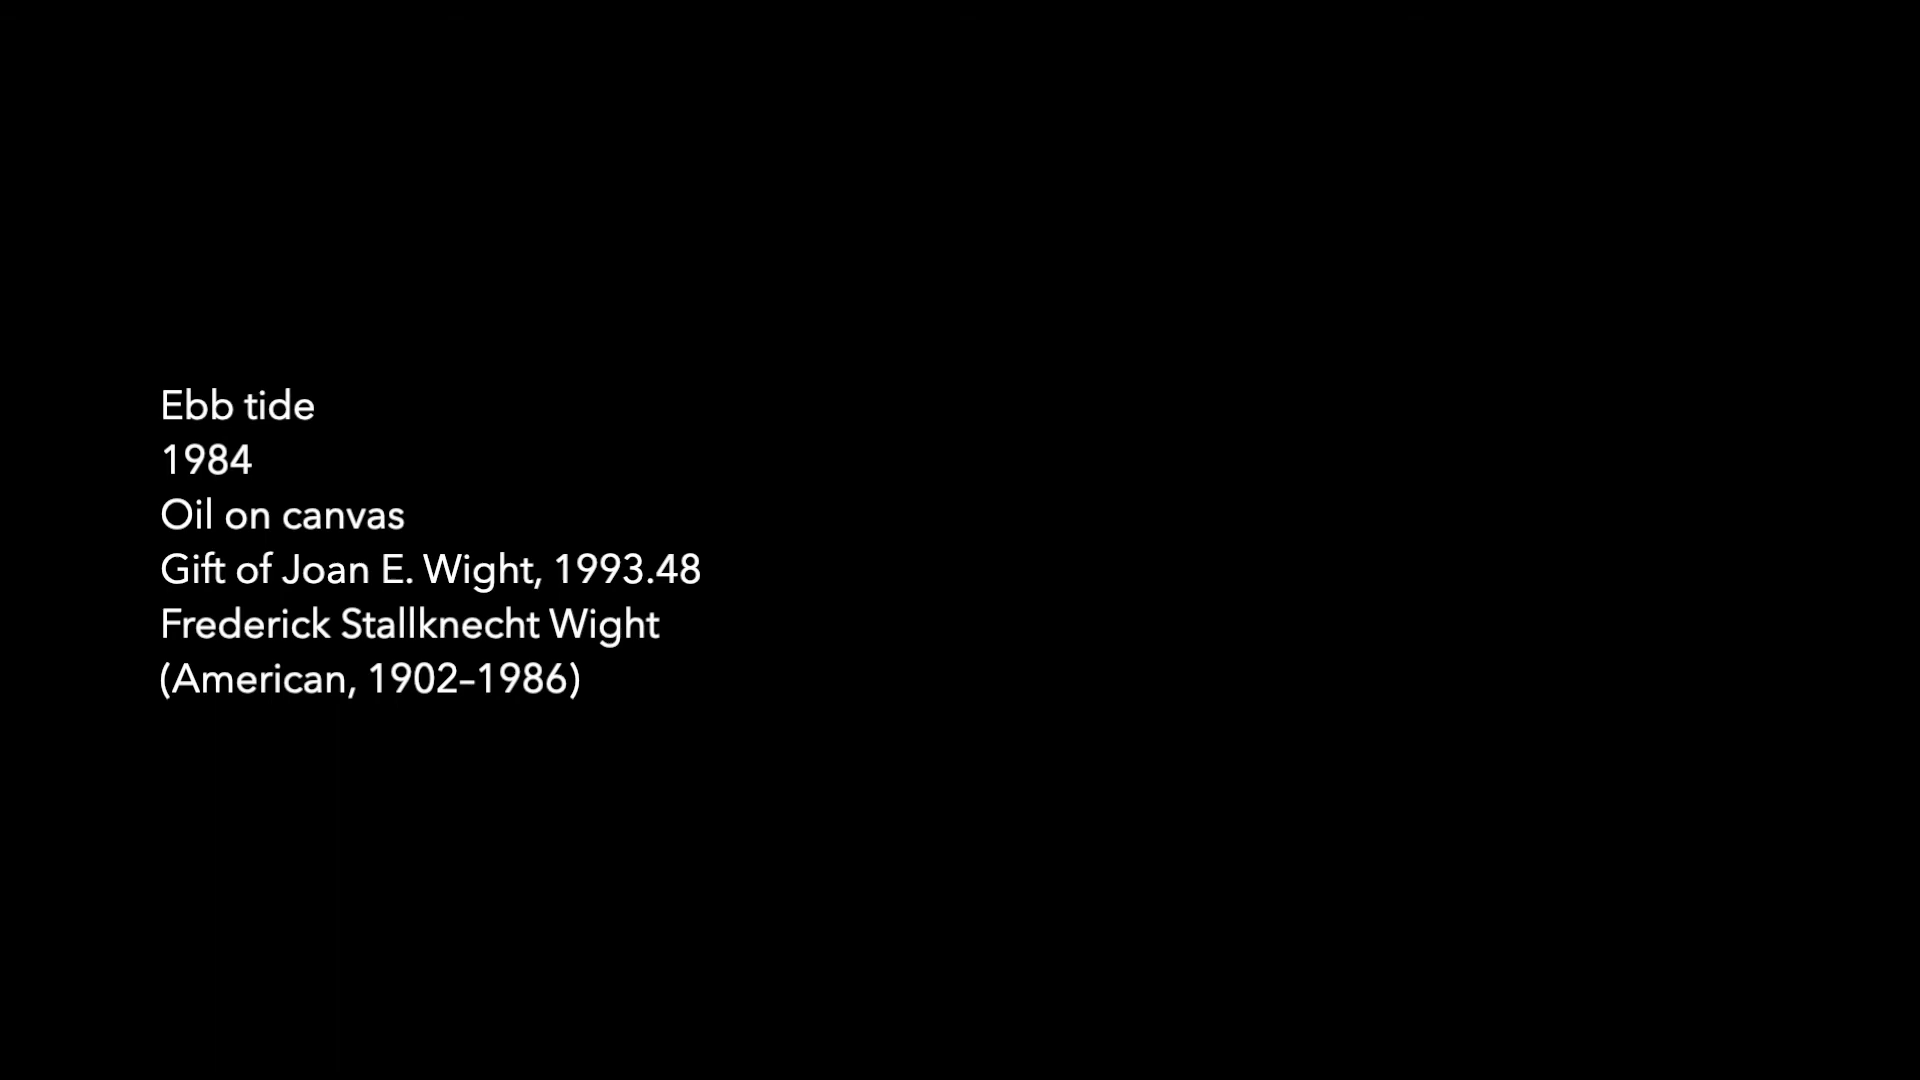 Ebb tide
1984
Oil on canvas
Gift of Joan E. Wight, 1993.48
Frederick Stallknecht Wight
(American, 1902–1986)